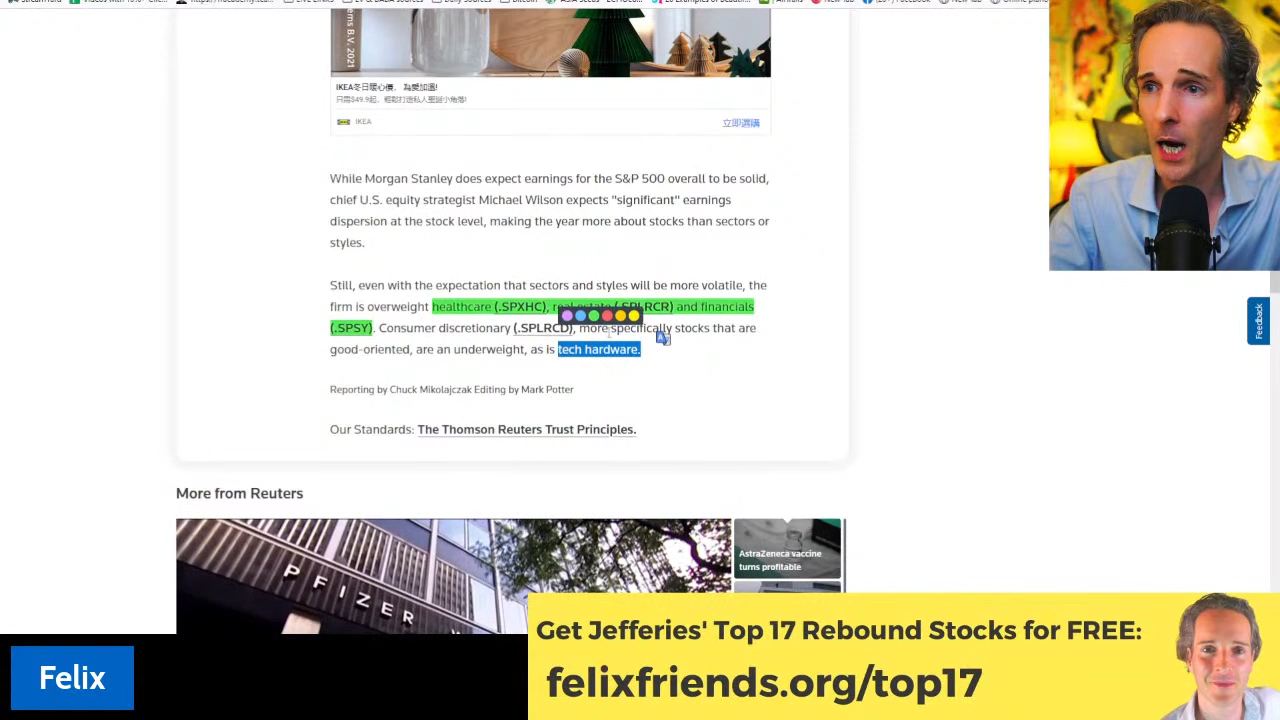 ems B.V. 2021
IKEA冬日暖心價， 為愛加溫!
只需$49.9起，輕鬆打造私人聖誕小角落!
IKEA
立即選購
While Morgan Stanley does expect earnings for the S&P 500 overall to be solid,
chief U.S. equity strategist Michael Wilson expects "significant" earnings
dispersion at the stock level, making the year more about stocks than sectors or
styles.
Still, even with the expectation that sectors and styles will be more volatile, the
firm is overweight healthcare (.SPXHC), real estate (.SPLRCR) and financials
(.SPSY). Consumer discretionary (.SPLRCD), more specifically stocks that are
good-oriented, are an underweight, as is tech hardware.
Reporting by Chuck Mikolajczak Editing by Mark Potter
Our Standards: The Thomson Reuters Trust Principles.
Feedback
More from Reuters
PFIZER
AstraZeneca vaccine
turns profitable
Get Jefferies' Top 17 Rebound Stocks for FREE:
felixfriends.org/top17
Felix